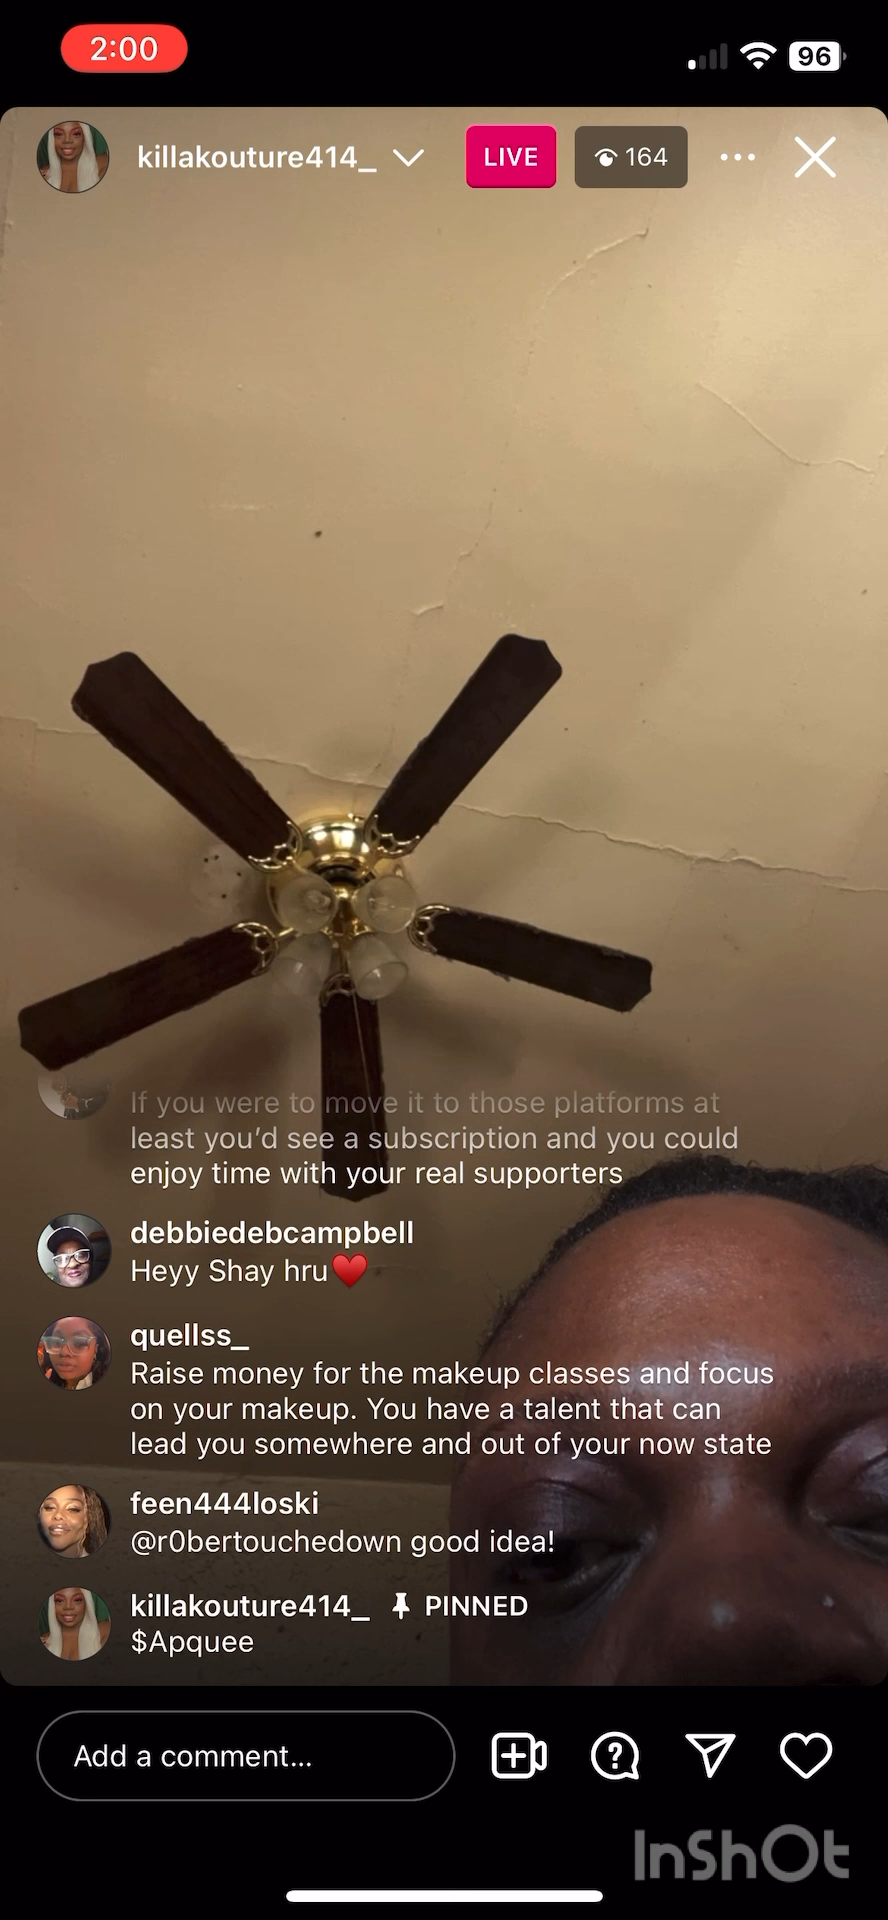 2:00
96
killakouture414_
LIVE
164
If you were to move it to those platforms at
least you’d see a subscription and you could
enjoy time with your real supporters
debbiedebcampbell
Heyy Shay hru♥️
quellss_
Raise money for the makeup classes and focus
on your makeup. You have a talent that can
lead you somewhere and out of your now state
feen444loski
@r0bertouchedown good idea!
killakouture414_ PINNED
$Apquee
Add a comment...
InShOt